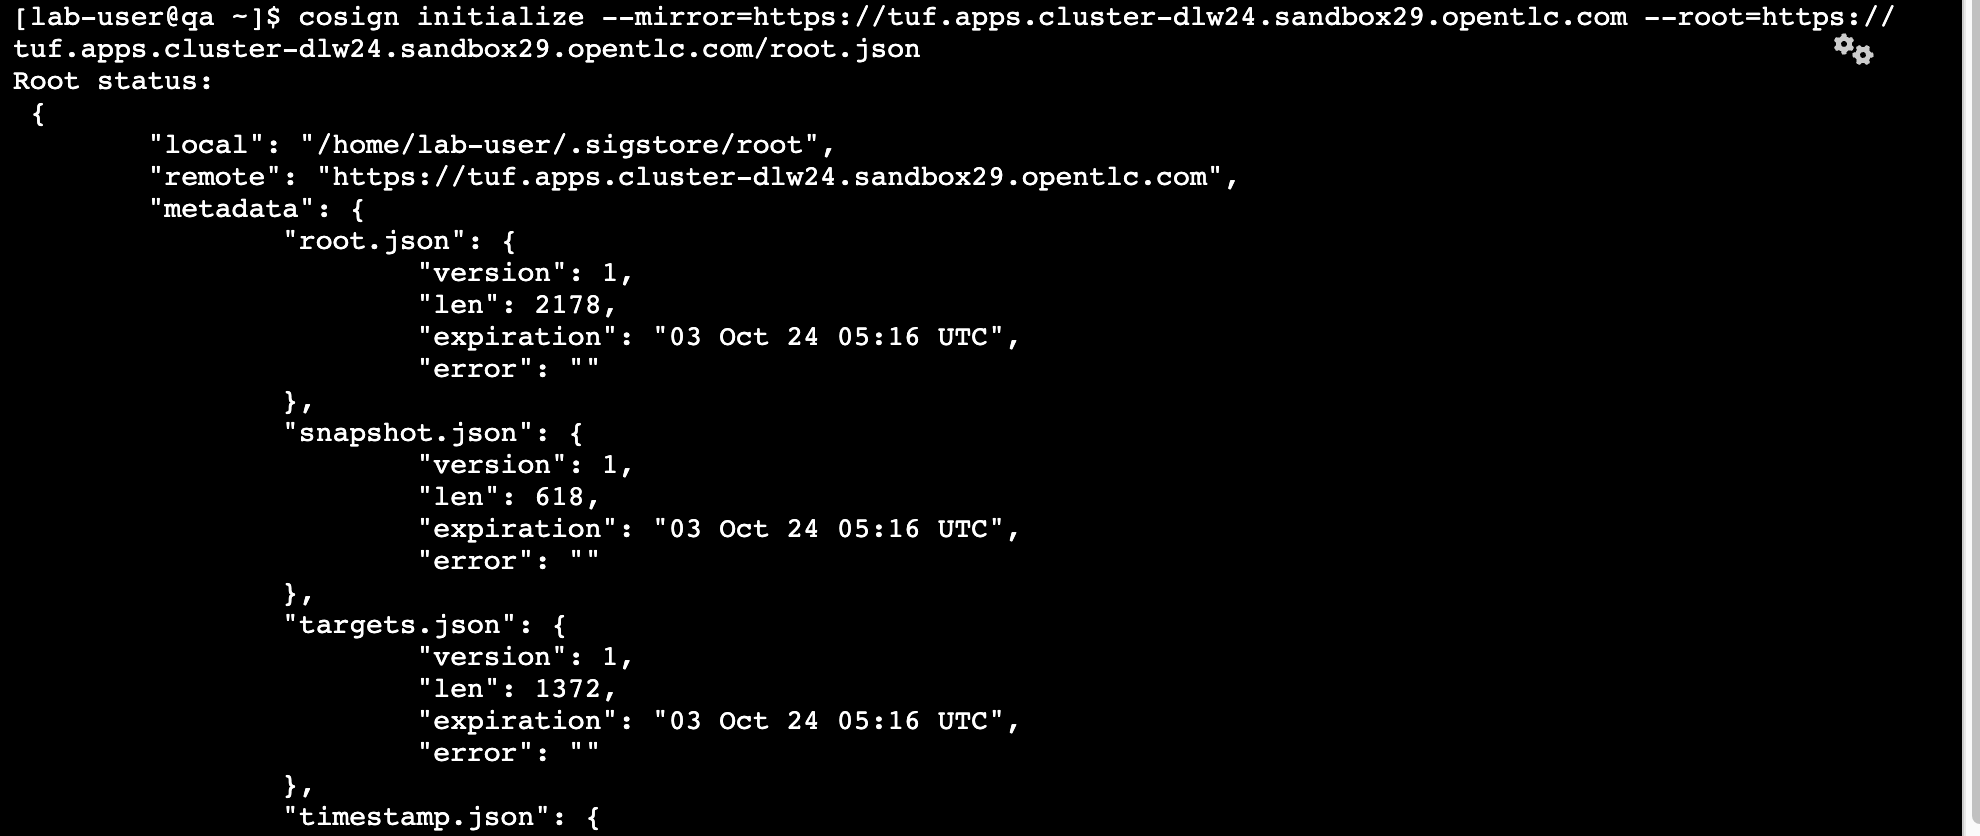 [lab-user@qa ~]$ cosign initialize --mirror=https://tuf.apps.cluster-dlw24.sandbox29.opentlc.com --root=https://
tuf.apps.cluster-dlw24.sandbox29.opentlc.com/root.json
Root status:
 {
        "local": "/home/lab-user/.sigstore/root",
        "remote": "https://tuf.apps.cluster-dlw24.sandbox29.opentlc.com",
        "metadata": {
                "root.json": {
                        "version": 1,
                        "len": 2178,
                        "expiration": "03 Oct 24 05:16 UTC",
                        "error": ""
                },
                "snapshot.json": {
                        "version": 1,
                        "len": 618,
                        "expiration": "03 Oct 24 05:16 UTC",
                        "error": ""
                },
                "targets.json": {
                        "version": 1,
                        "len": 1372,
                        "expiration": "03 Oct 24 05:16 UTC",
                        "error": ""
                },
                "timestamp.json": {